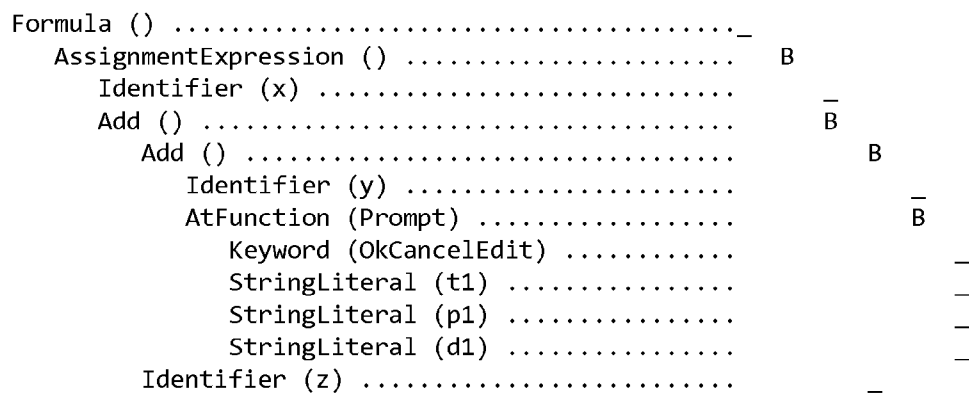 Formula () ......................................._
AssignmentExpression () ....................... B
Identifier (x) ............................. _
Add () ..................................... B
Add () .................................. B
Identifier (y) ....................... _
AtFunction (Prompt) .................. B
Keyword (OkCancelEdit) ............ _
StringLiteral (t1) ................ _
StringLiteral (p1) ................ _
StringLiteral (d1) ................ _
Identifier (z) .......................... _